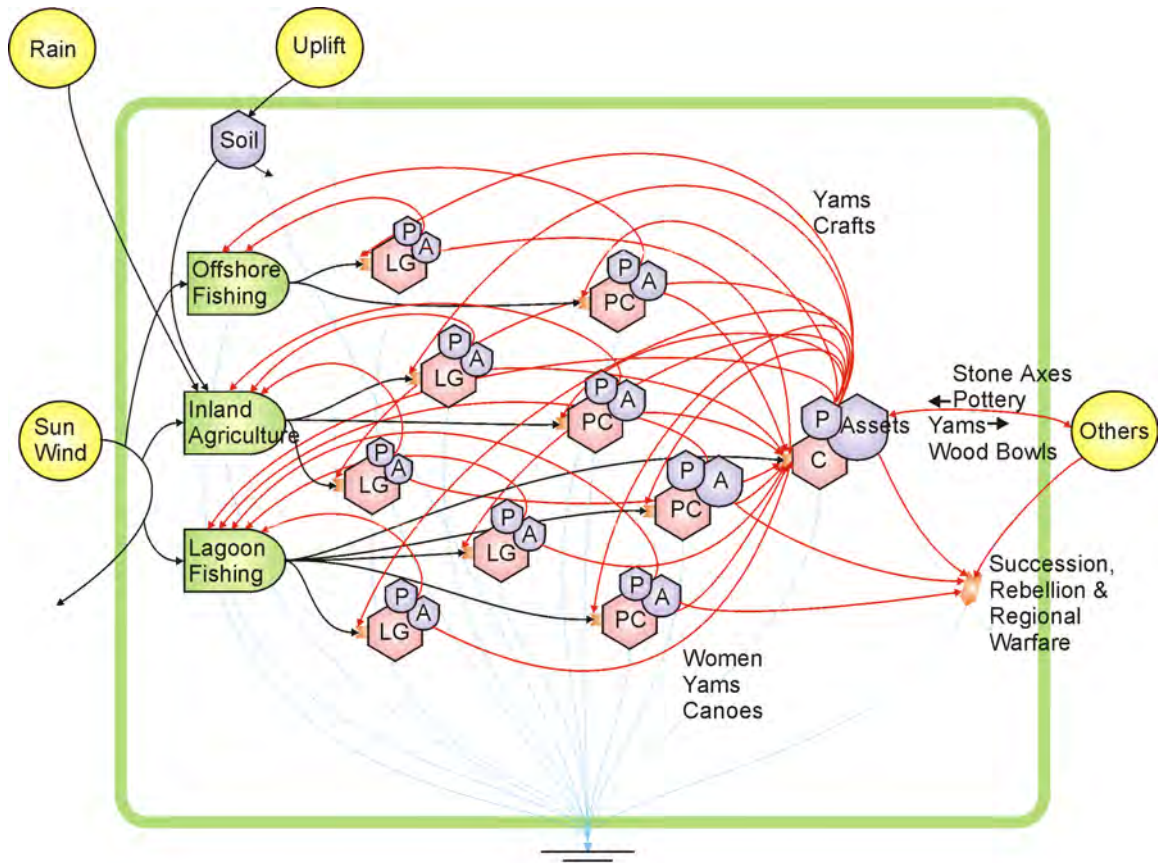 Rain
Uplift
Soil
Yams
Crafts
P
A
LG
Offshore
Fishing
P
A
PC
P
A
LG
Stone Axes
Pottery
Yams
Wood Bowls
Inland
Agriculture
P
A
PC
P
Assets
C
Others
Sun
Wind
P
A
LG
P
A
PC
P
A
LG
Lagoon
Fishing
P
A
LG
P
A
PC
Succession,
Rebellion &
Regional
Warfare
Women
Yams
Canoes